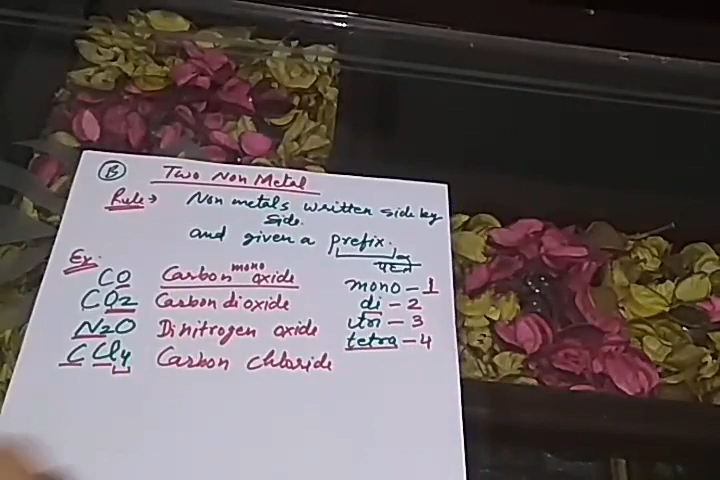 B Two Non Metal
Rule → Non metals written side by
side.
and given a prefix.
Ex.
CO Carbon mono oxide
mono - 1
CO2 Carbon dioxide
di - 2
N2O Dinitrogen oxide
tri - 3
CCl4 Carbon chloride
tetra - 4